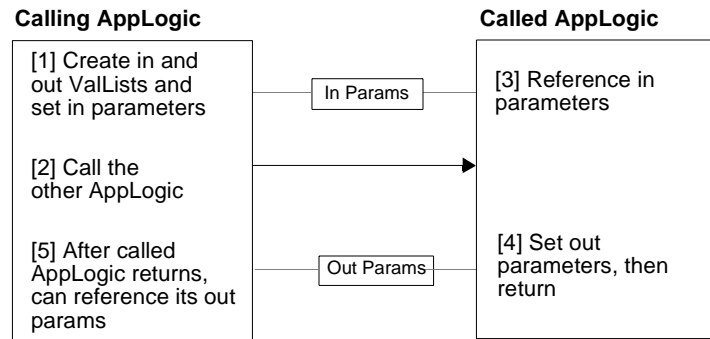 Calling AppLogic
Called AppLogic
[1] Create in and
out ValLists and
set in parameters
In Params
[3] Reference in
parameters
[2] Call the
other AppLogic
[5] After called
AppLogic returns,
can reference its out
params
Out Params
[4] Set out
parameters, then
return